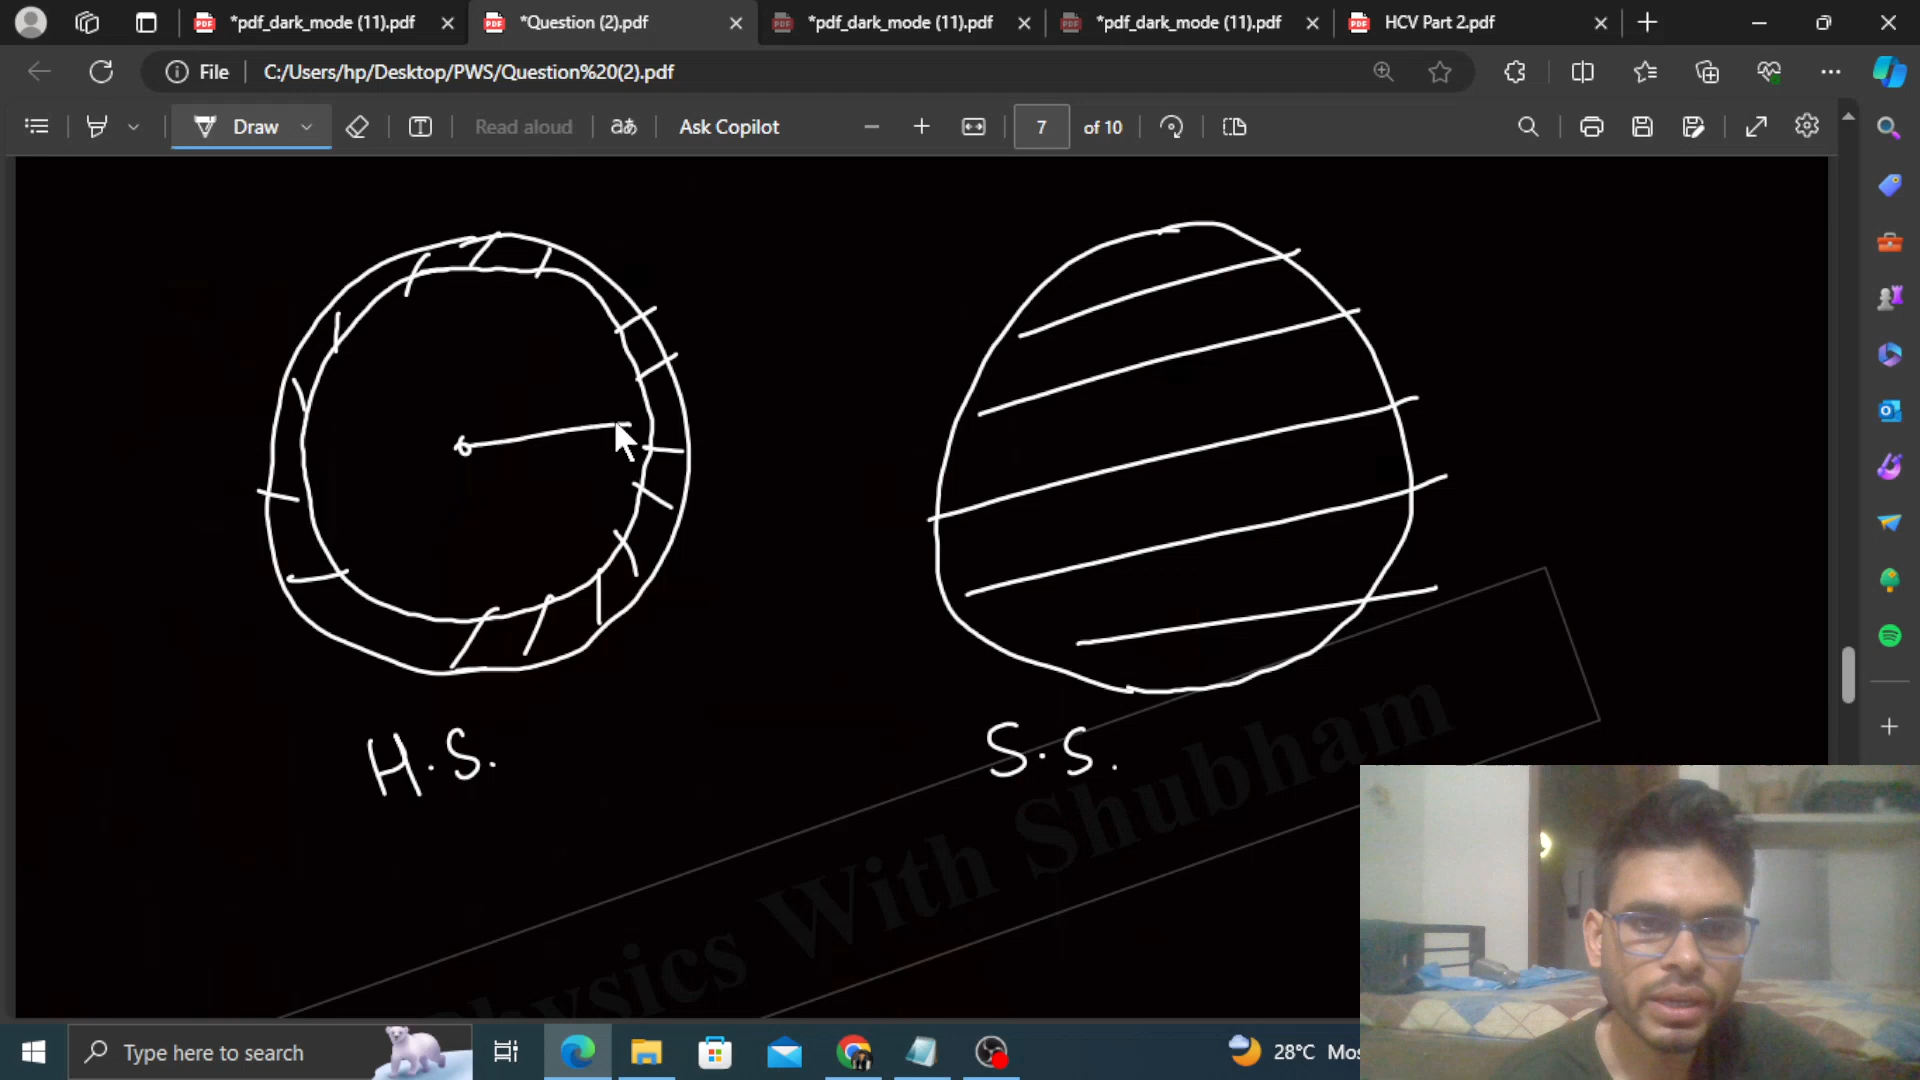 *pdf_dark_mode (11).pdf
*Question (2).pdf
*pdf_dark_mode (11).pdf
*pdf_dark_mode (11).pdf
HCV Part 2.pdf
File
C:/Users/hp/Desktop/PWS/Question%20(2).pdf
Draw
Read aloud
Ask Copilot
7
of 10
H.S.
S.S.
Physics With Shubham
Type here to search
28°C